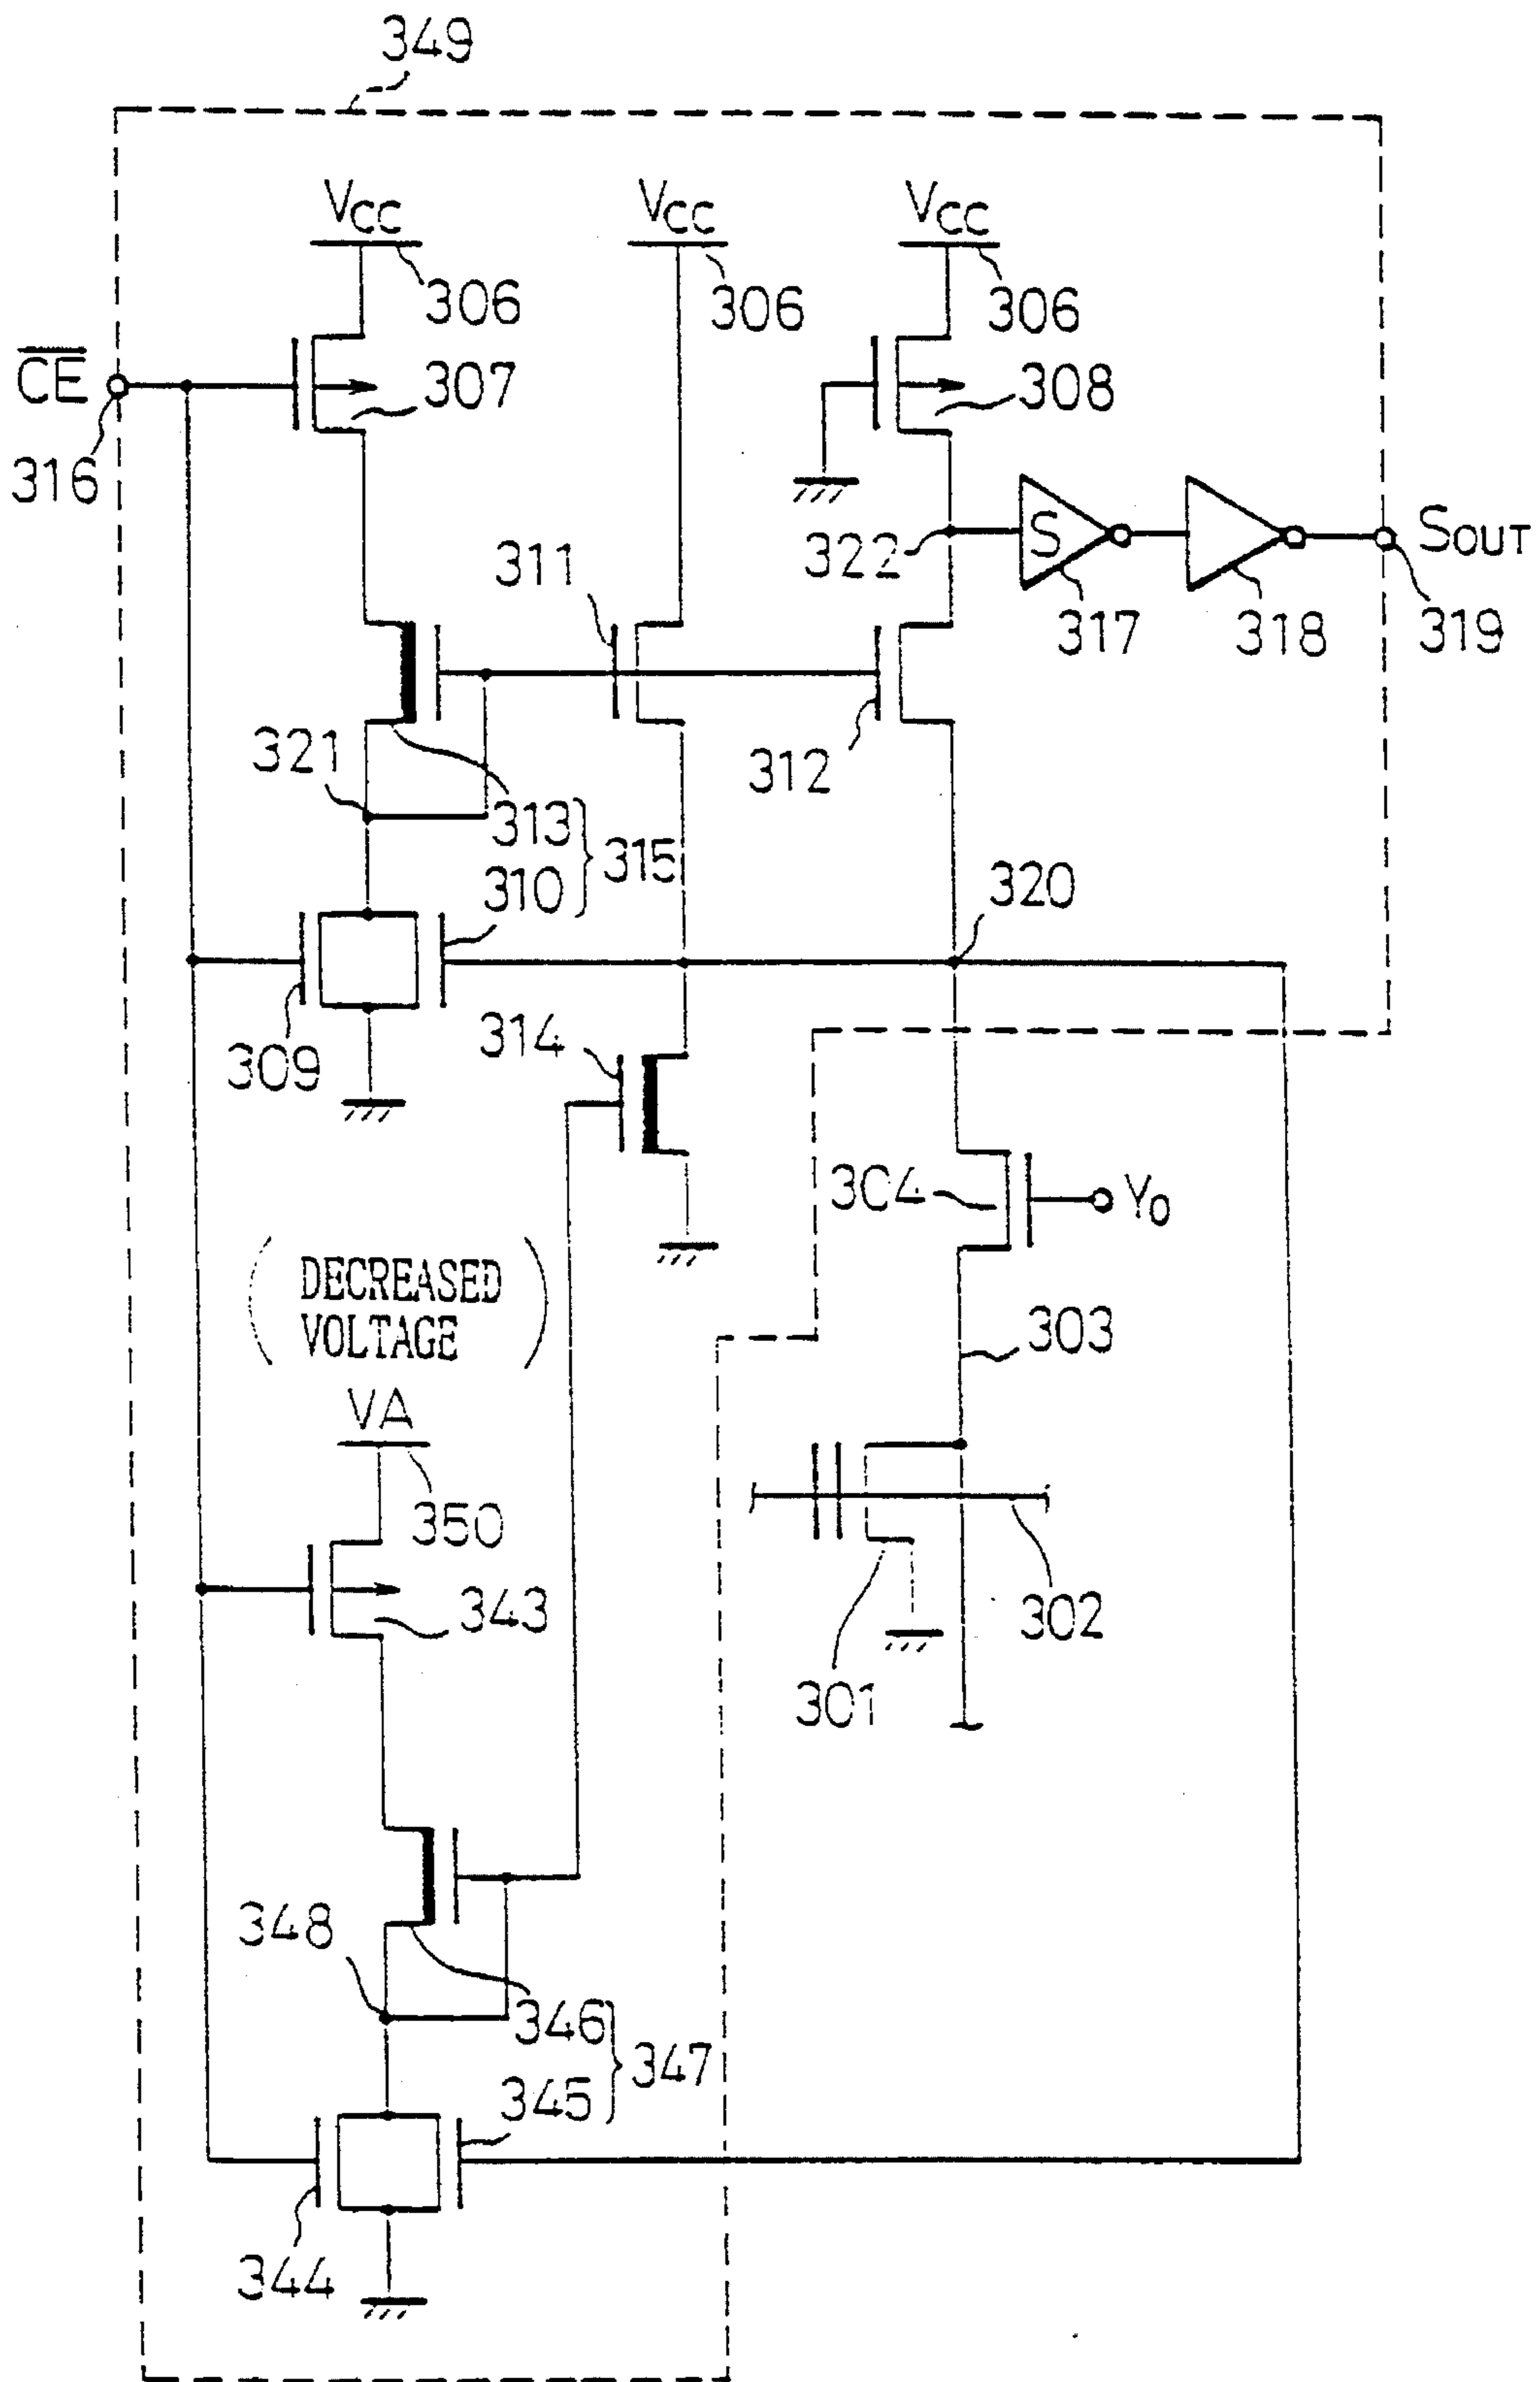 349
VCC VCC VCC
306 306 306
CE 307 308
316
322 S SOUT
311 317 318 319
312
321 313 315
310 320
309 314
304 Y0
(DECREASED
VOLTAGE)
303
VA
350
343 302
301
348
346 347
345
344